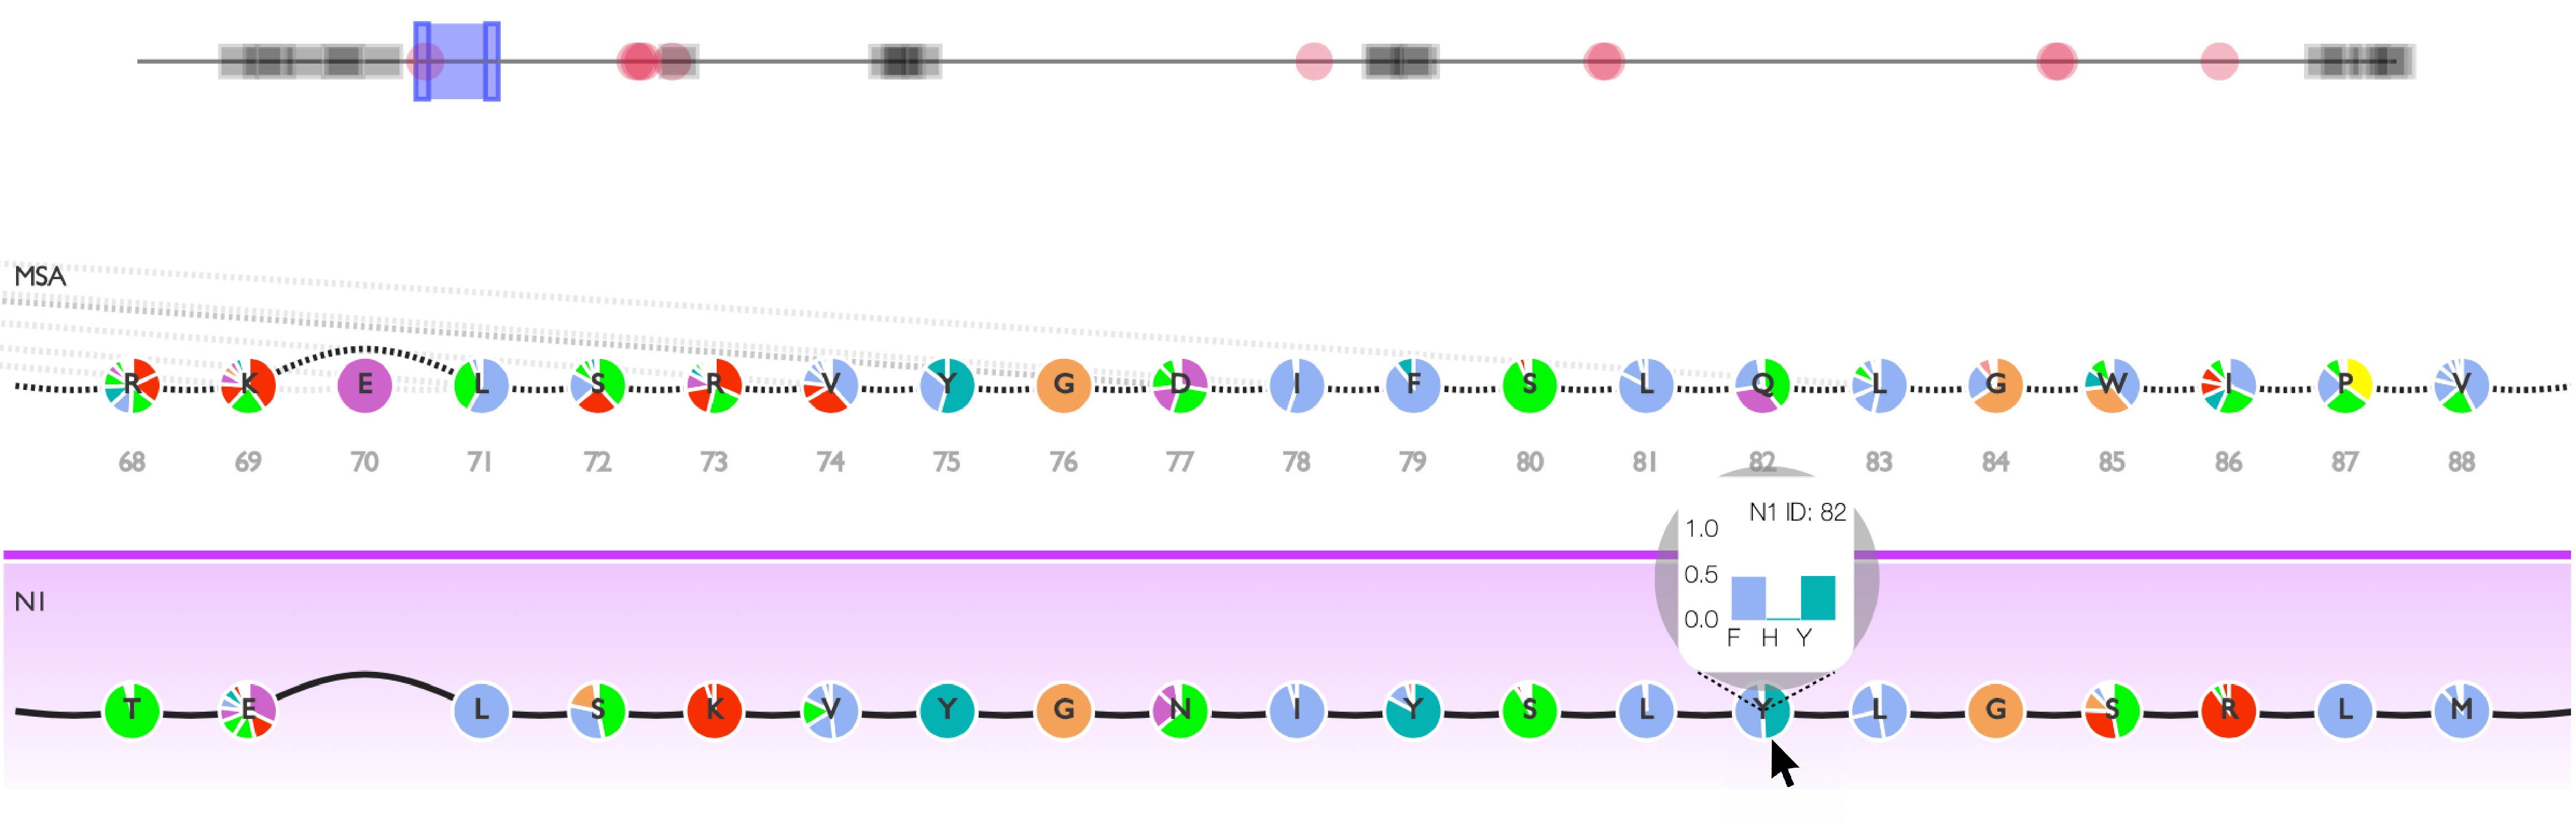 MSA
R K E L S R V Y G D I F S L Q L G W I P V
68 69 70 71 72 73 74 75 76 77 78 79 80 81 82 83 84 85 86 87 88
N1 ID: 82
1.0
0.5
0.0
F H Y
N1
T E L S K V Y G N I Y S L Y L G S R L M